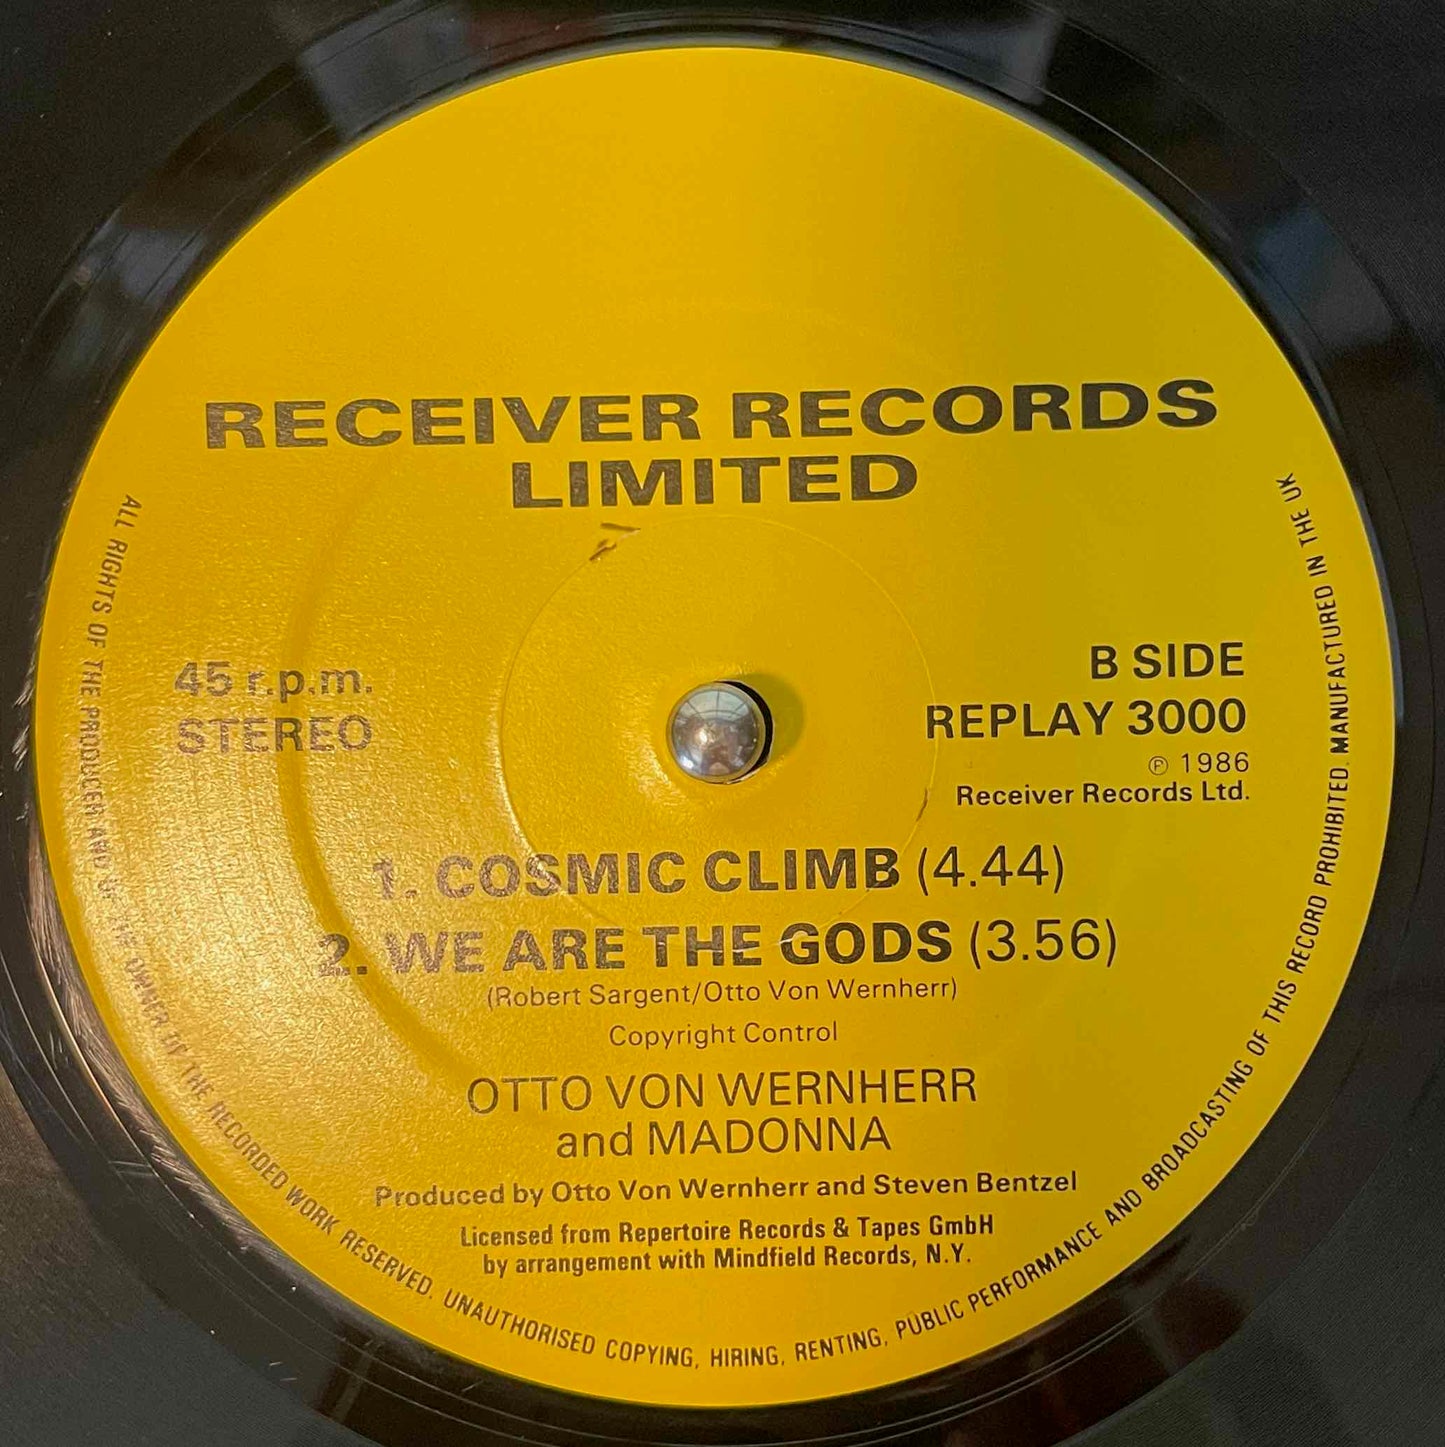 RECEIVER RECORDS
LIMITED
45 r.p.m.
STEREO
B SIDE
REPLAY 3000
℗ 1986
Receiver Records Ltd.
1. COSMIC CLIMB (4.44)
2. WE ARE THE GODS (3.56)
(Robert Sargent/Otto Von Wernherr)
Copyright Control
OTTO VON WERNHERR
and MADONNA
Produced by Otto Von Wernherr and Steven Bentzel
Licensed from Repertoire Records & Tapes GmbH
by arrangement with Mindfield Records, N.Y.
ALL RIGHTS OF THE PRODUCER AND OF THE OWNER OF THE RECORDED WORK RESERVED. UNAUTHORISED COPYING, HIRING, RENTING, PUBLIC PERFORMANCE AND BROADCASTING OF THIS RECORD PROHIBITED. MANUFACTURED IN THE UK